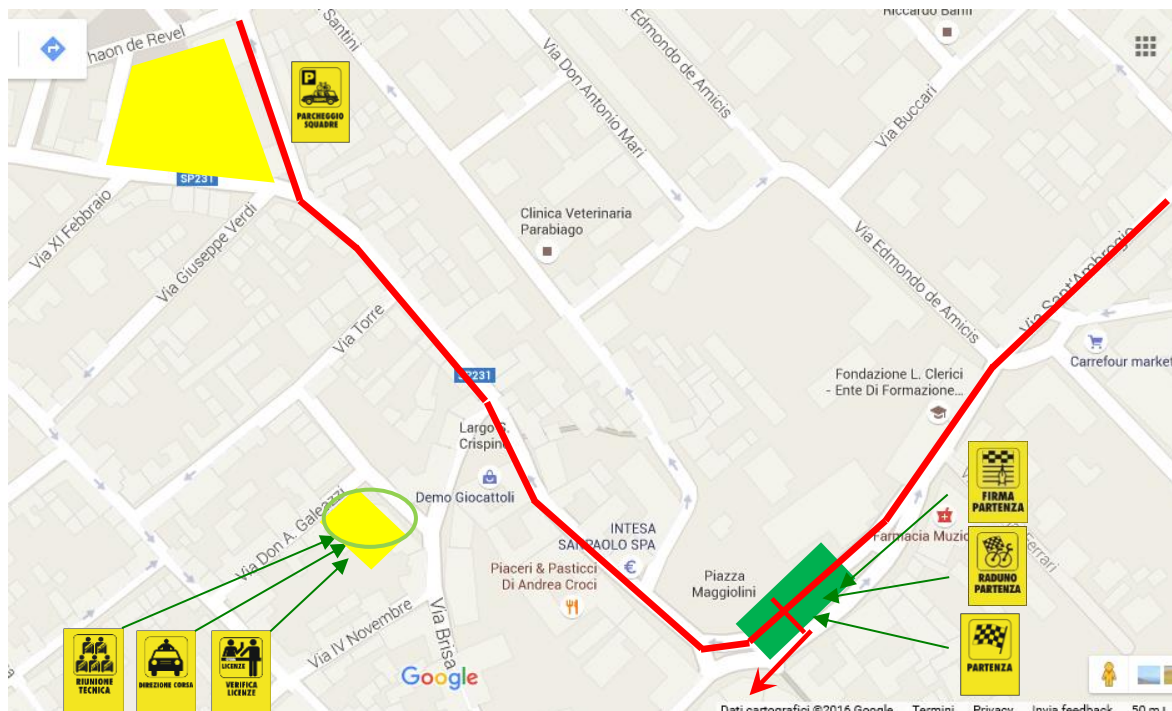 haon de Revel
Santini
Riccardo Banfi
Via Don Antonio Mari
Edmondo de Amicis
Via Buccari
P
PARCHEGGIO
SQUADRE
SP231
Via XI Febbraio
Via Giuseppe Verdi
Clinica Veterinaria
Parabiago
Via Edmondo de Amicis
Via Sant'Ambrogio
Via Torre
Carrefour market
SP231
Fondazione L. Clerici
- Ente Di Formazione...
Largo S.
Crispino
Demo Giocattoli
Via Don A. Galeazzi
INTESA
SANPAOLO SPA
Farmacia Muzio
Ferrari
FIRMA
PARTENZA
Piaceri & Pasticci
Di Andrea Croci
Piazza
Maggiolini
RADUNO
PARTENZA
Via IV Novembre
Via Brisa
RIUNIONE
TECNICA
DIREZIONE CORSA
LICENZE
VERIFICA
LICENZE
PARTENZA
Google
Dati cartografici ©2016 Google Termini Privacy Invia feedback 50 m